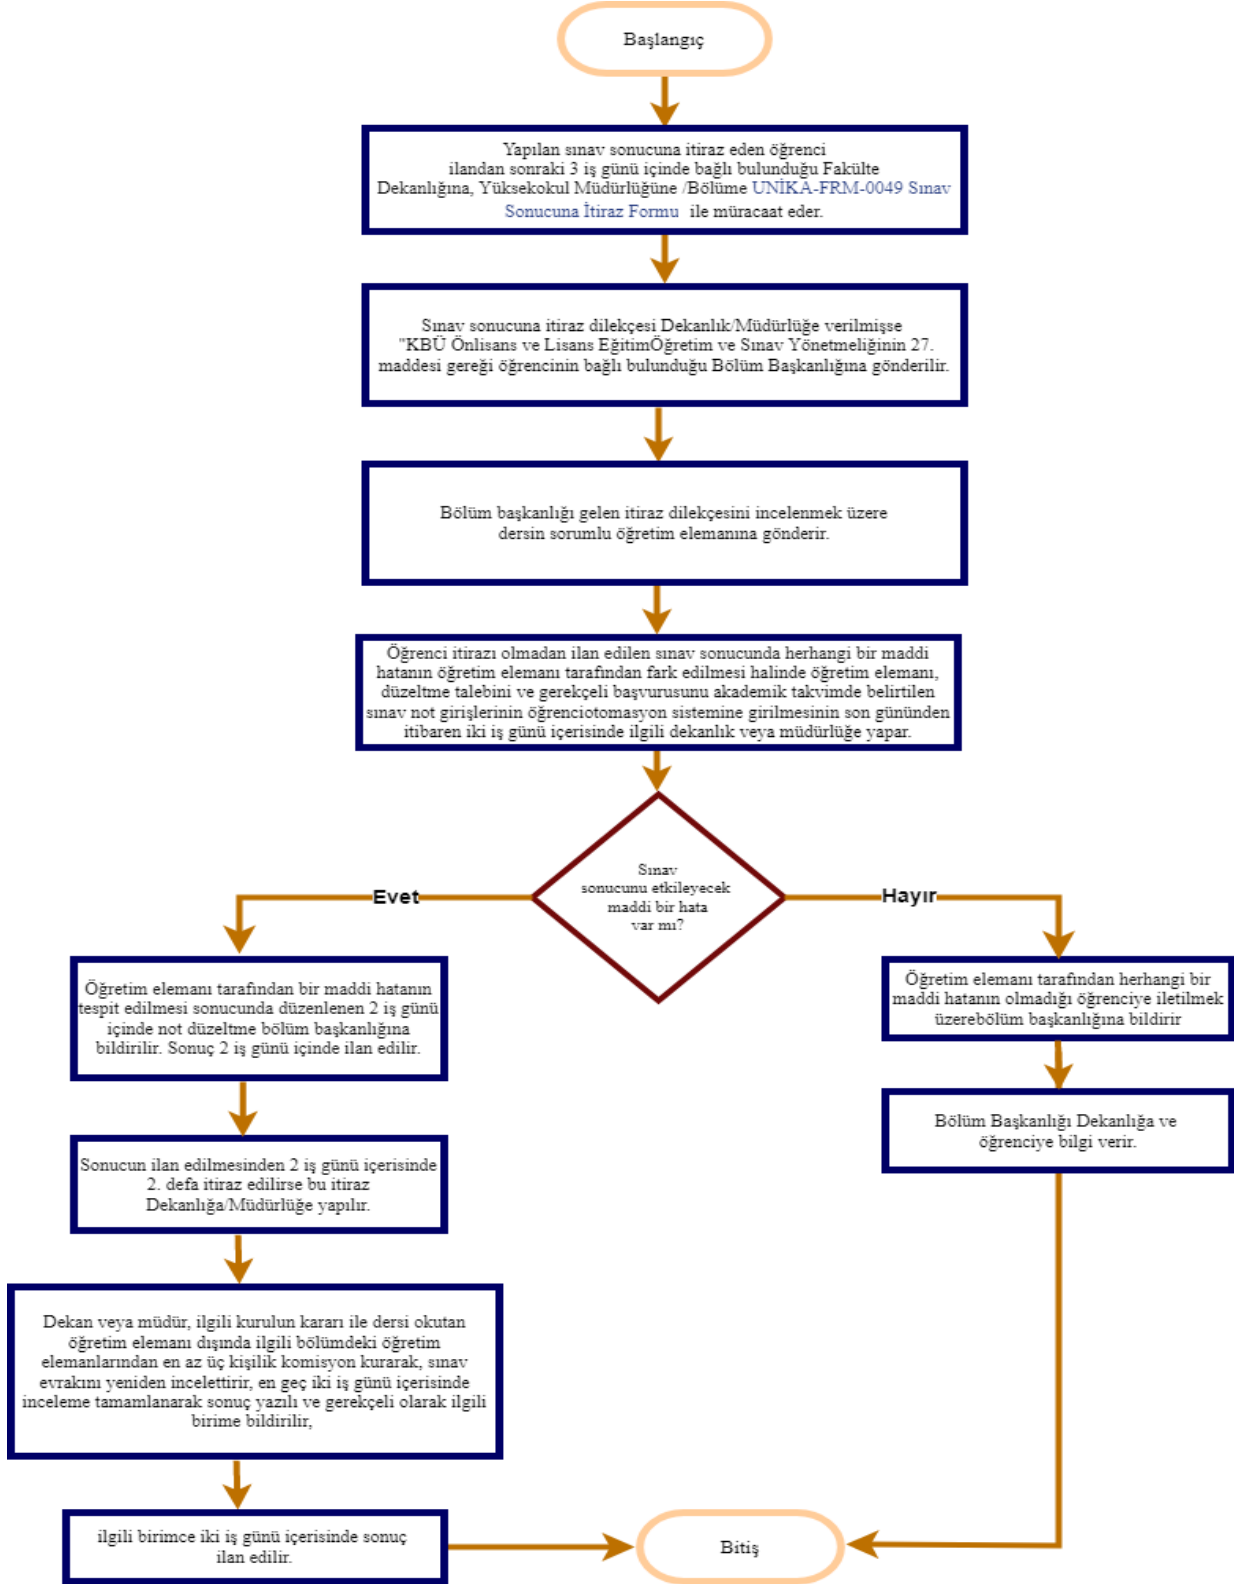 Başlangıç
Yapılan sınav sonucuna itiraz eden öğrenci
ilandan sonraki 3 iş günü içinde bağlı bulunduğu Fakülte
Dekanlığına, Yüksekokul Müdürlüğüne /Bölüme UNİKA-FRM-0049 Sınav
Sonucuna İtiraz Formu ile müracaat eder.
Sınav sonucuna itiraz dilekçesi Dekanlık/Müdürlüğe verilmişse
"KBÜ Önlisans ve Lisans EğitimÖğretim ve Sınav Yönetmeliğinin 27.
maddesi gereği öğrencinin bağlı bulunduğu Bölüm Başkanlığına gönderilir.
Bölüm başkanlığı gelen itiraz dilekçesini incelenmek üzere
dersin sorumlu öğretim elemanına gönderir.
Öğrenci itirazı olmadan ilan edilen sınav sonucunda herhangi bir maddi
hatanın öğretim elemanı tarafından fark edilmesi halinde öğretim elemanı,
düzeltme talebini ve gerekçeli başvurusunu akademik takvimde belirtilen
sınav not girişlerinin öğrenciotomasyon sistemine girilmesinin son gününden
itibaren iki iş günü içerisinde ilgili dekanlık veya müdürlüğe yapar.
Sınav
sonucunu etkileyecek
maddi bir hata
var mı?
Evet
Hayır
Öğretim elemanı tarafından bir maddi hatanın
tespit edilmesi sonucunda düzenlenen 2 iş günü
içinde not düzeltme bölüm başkanlığına
bildirilir. Sonuç 2 iş günü içinde ilan edilir.
Öğretim elemanı tarafından herhangi bir
maddi hatanın olmadığı öğrenciye iletilmek
üzerebölüm başkanlığına bildirir
Bölüm Başkanlığı Dekanlığa ve
öğrenciye bilgi verir.
Sonucun ilan edilmesinden 2 iş günü içerisinde
2. defa itiraz edilirse bu itiraz
Dekanlığa/Müdürlüğe yapılır.
Dekan veya müdür, ilgili kurulun kararı ile dersi okutan
öğretim elemanı dışında ilgili bölümdeki öğretim
elemanlarından en az üç kişilik komisyon kurarak, sınav
evrakını yeniden incelettirir, en geç iki iş günü içerisinde
inceleme tamamlanarak sonuç yazılı ve gerekçeli olarak ilgili
birime bildirilir,
ilgili birimce iki iş günü içerisinde sonuç
ilan edilir.
Bitiş